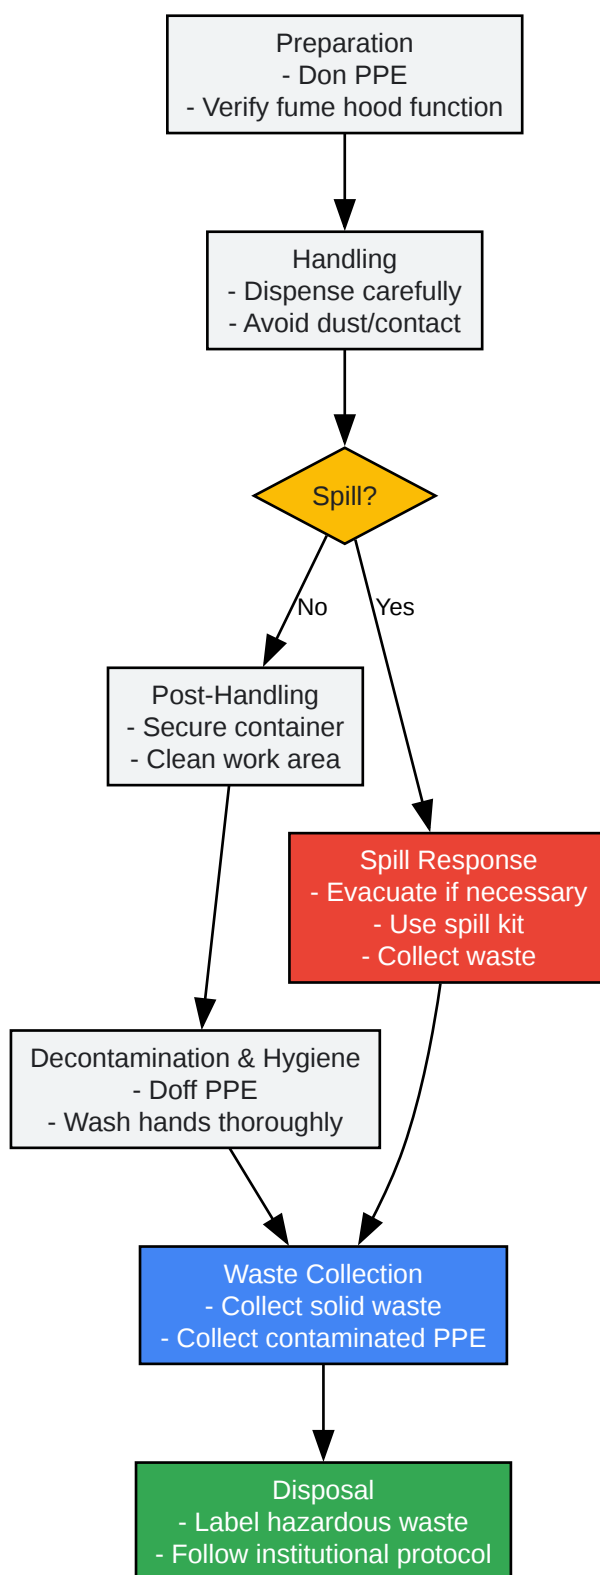 Preparation
- Don PPE
- Verify fume hood function
Handling
- Dispense carefully
- Avoid dust/contact
Spill?
No
Yes
Post-Handling
- Secure container
- Clean work area
Spill Response
- Evacuate if necessary
- Use spill kit
- Collect waste
Decontamination & Hygiene
- Doff PPE
- Wash hands thoroughly
Waste Collection
- Collect solid waste
- Collect contaminated PPE
Disposal
- Label hazardous waste
- Follow institutional protocol